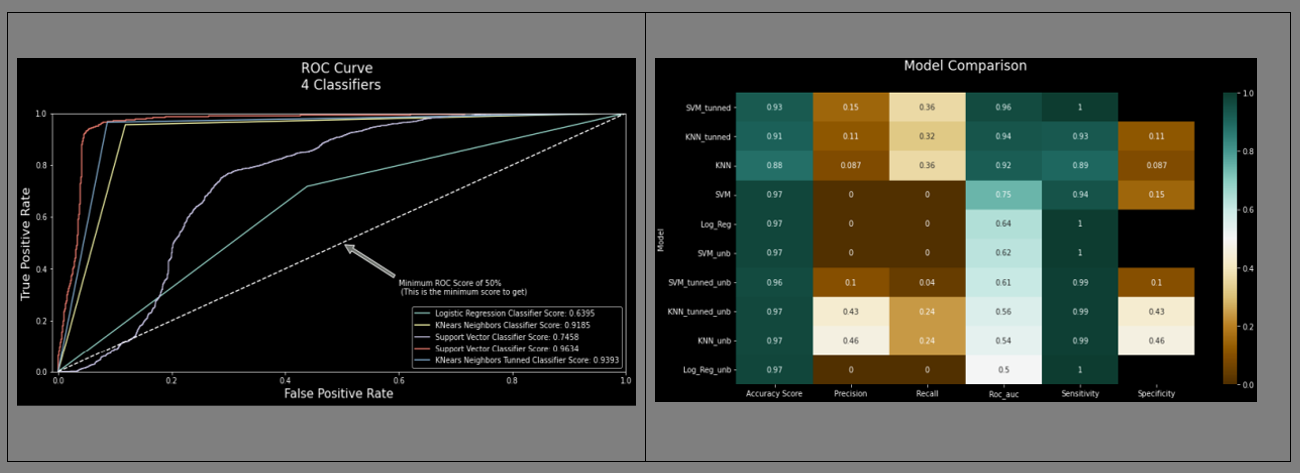 ROC Curve
4 Classifiers
True Positive Rate
1.0
0.8
0.6
0.4
0.2
0.0
Minimum ROC Score of 50%
(This is the minimum score to get)
Logistic Regression Classifier Score: 0.6395
KNears Neighbors Classifier Score: 0.9185
Support Vector Classifier Score: 0.7458
Support Vector Classifier Score: 0.9634
KNears Neighbors Tunned Classifier Score: 0.9393
0.0 0.2 0.4 0.6 0.8 1.0
False Positive Rate
Model Comparison
Model
SVM_tunned 0.93 0.15 0.36 0.96 1
KNN_tunned 0.91 0.11 0.32 0.94 0.93 0.11
KNN 0.88 0.087 0.36 0.92 0.89 0.087
SVM 0.97 0 0 0.75 0.94 0.15
Log_Reg 0.97 0 0 0.64 1
SVM_unb 0.97 0 0 0.62 1
SVM_tunned_unb 0.96 0.1 0.04 0.61 0.99 0.1
KNN_tunned_unb 0.97 0.43 0.24 0.56 0.99 0.43
KNN_unb 0.97 0.46 0.24 0.54 0.99 0.46
Log_Reg_unb 0.97 0 0 0.5 1
Accuracy Score Precision Recall Roc_auc Sensitivity Specificity
1.0
0.8
0.6
0.4
0.2
0.0